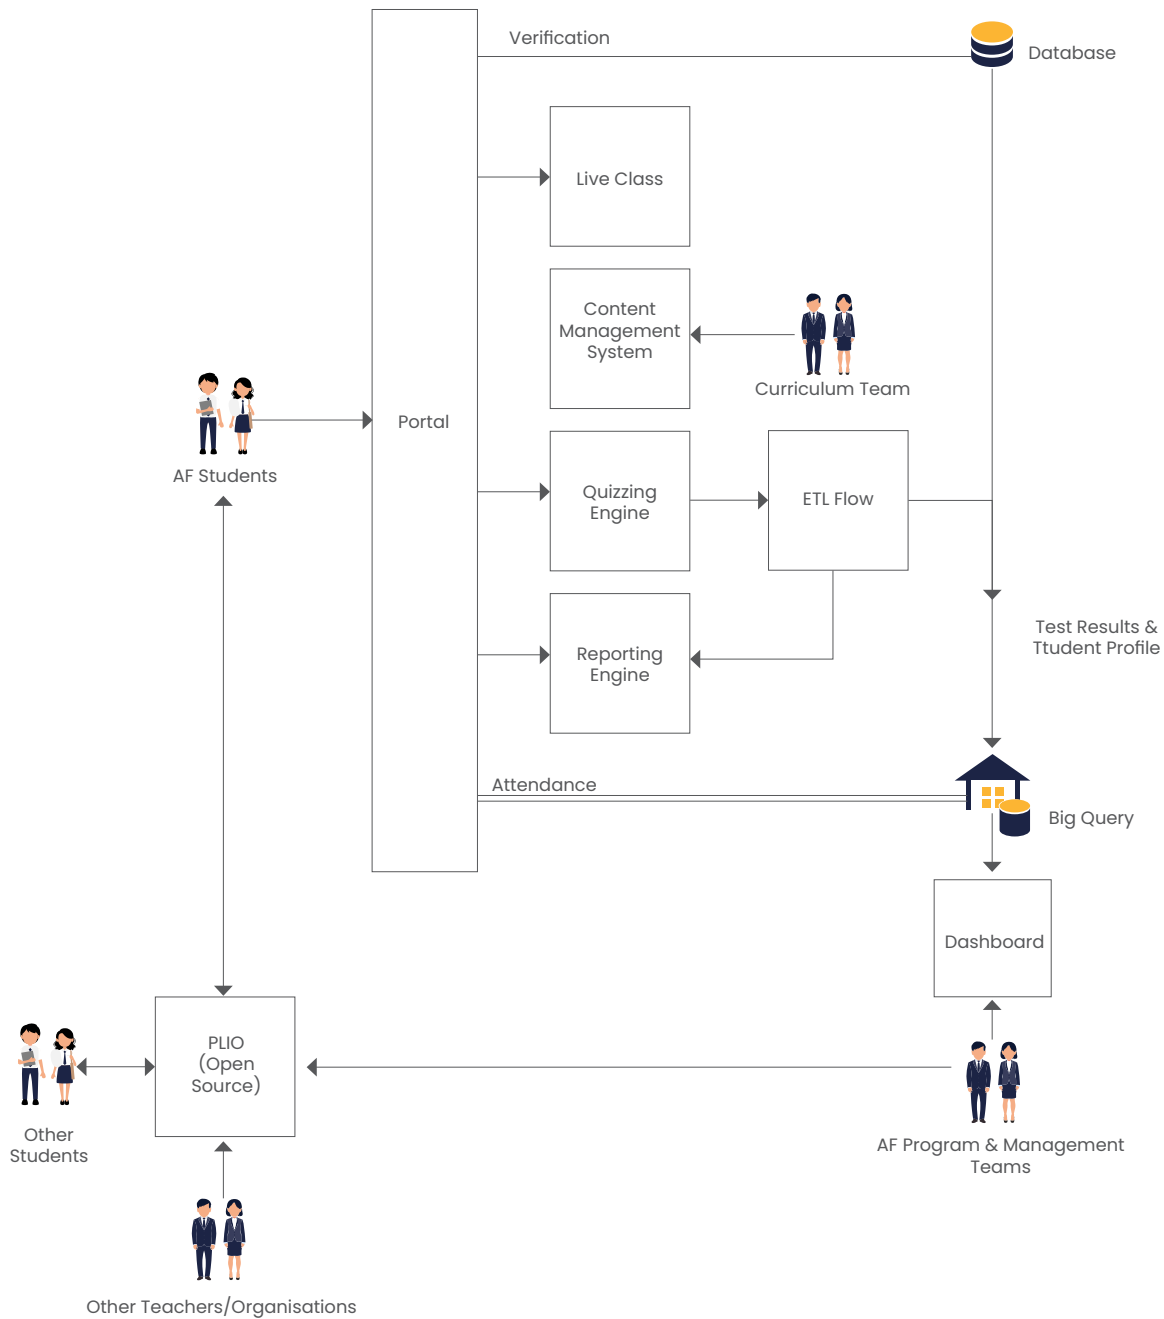 Verification
Database
Live Class
Content
Management
System
Curriculum Team
Portal
AF Students
Quizzing
Engine
ETL Flow
Test Results &
Ttudent Profile
Reporting
Engine
Attendance
Big Query
Dashboard
PLIO
(Open
Source)
Other
Students
AF Program & Management
Teams
Other Teachers/Organisations